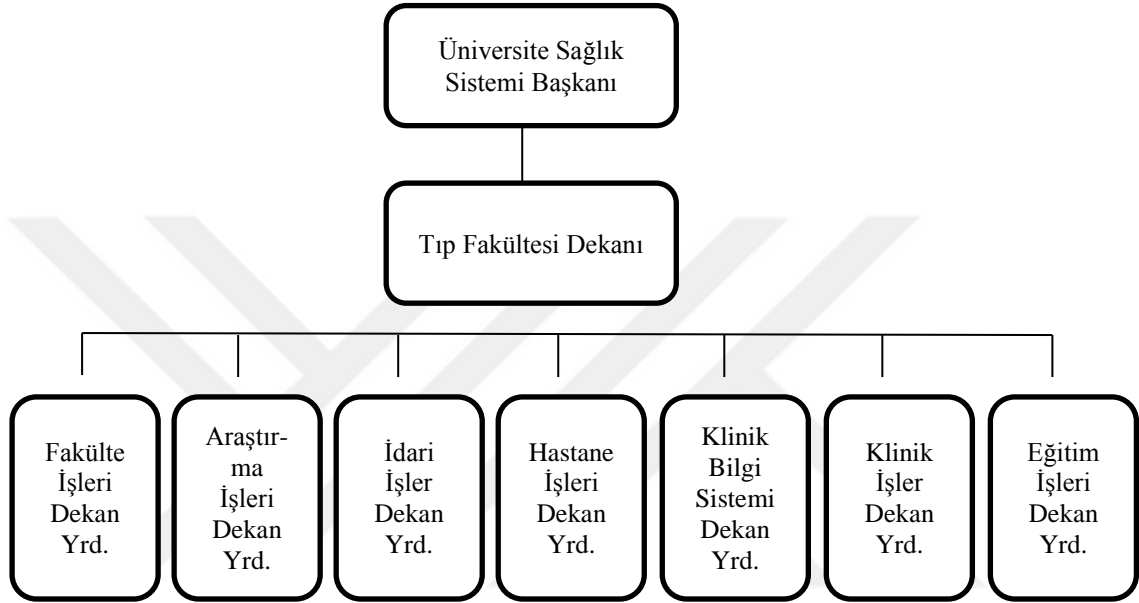 Üniversite Sağlık
Sistemi Başkanı
Tıp Fakültesi Dekanı
Fakülte
İşleri
Dekan
Yrd.
Araştır-
ma
İşleri
Dekan
Yrd.
İdari
İşler
Dekan
Yrd.
Hastane
İşleri
Dekan
Yrd.
Klinik
Bilgi
Sistemi
Dekan
Yrd.
Klinik
İşler
Dekan
Yrd.
Eğitim
İşleri
Dekan
Yrd.